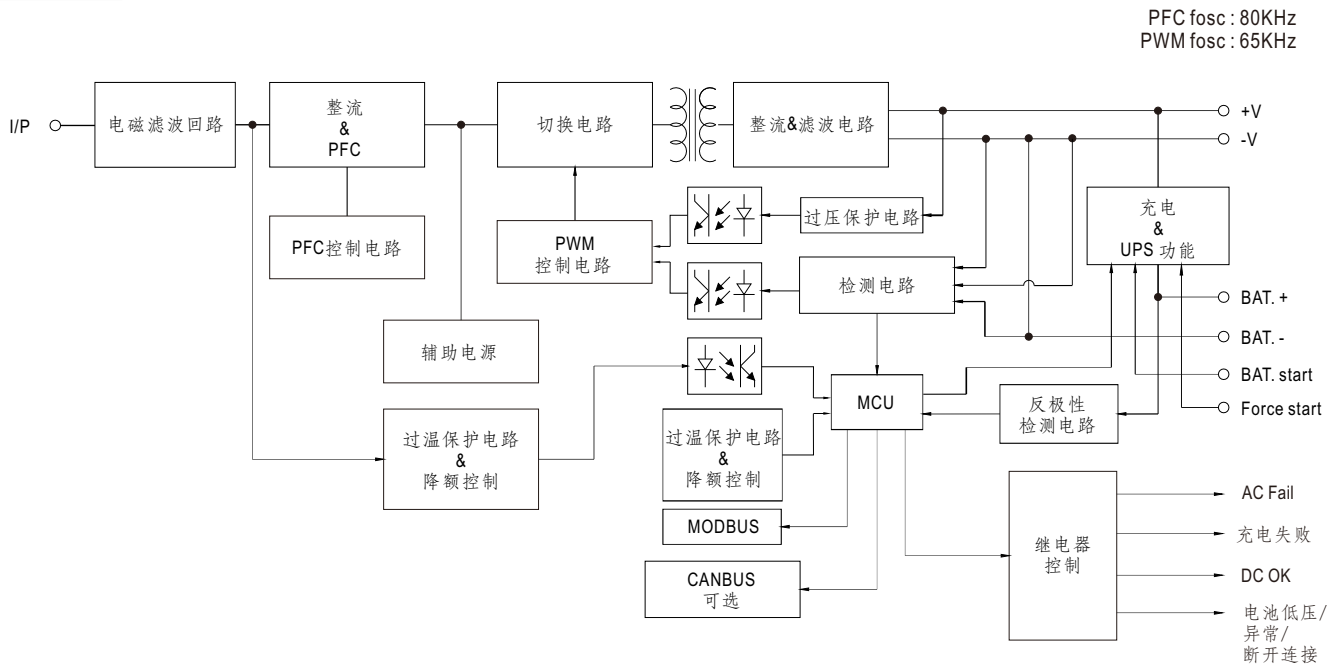 PFC fosc : 80KHz
PWM fosc : 65KHz
I/P
电磁滤波回路
整流
&
PFC
切换电路
整流&滤波电路
+V
-V
PFC控制电路
PWM
控制电路
过压保护电路
充电
&
UPS 功能
检测电路
BAT. +
BAT. -
辅助电源
BAT. start
MCU
反极性
检测电路
Force start
过温保护电路
&
降额控制
过温保护电路
&
降额控制
MODBUS
CANBUS
可选
继电器
控制
AC Fail
充电失败
DC OK
电池低压/
异常/
断开连接